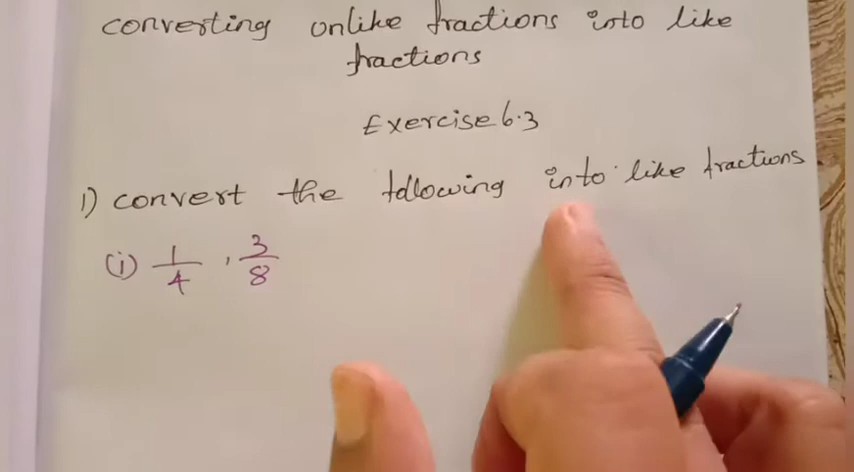 converting onlike fractions into like
fractions
Exercise 6.3
1) convert the following into like fractions
(i) 1/4 , 3/8